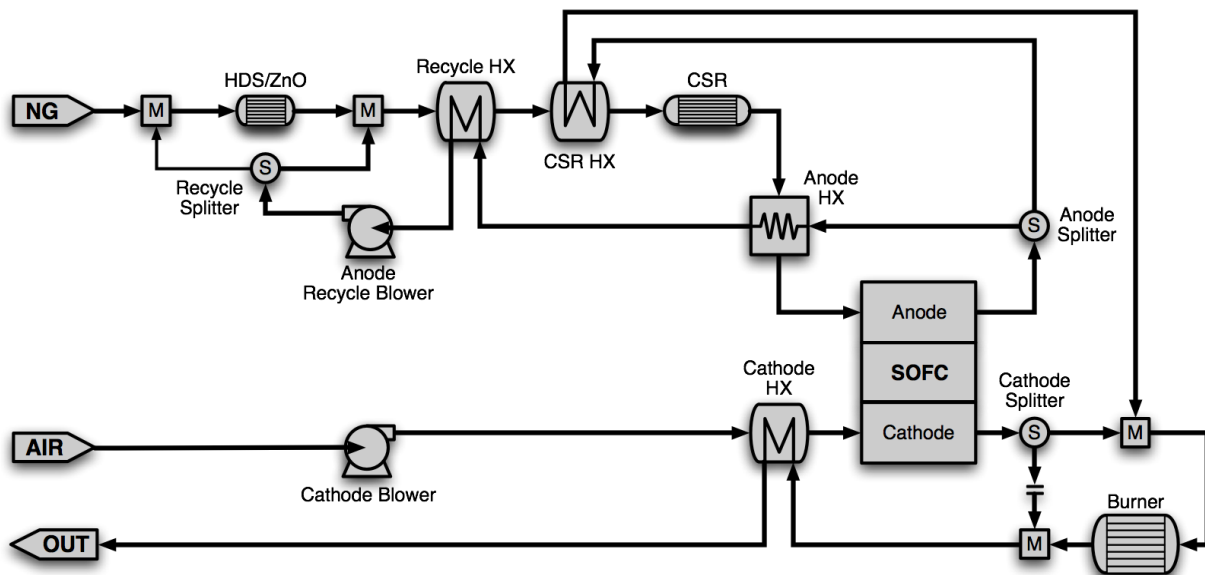 Recycle HX
HDS/ZnO
CSR
NG
M
M
CSR HX
S
Recycle
Splitter
Anode
HX
Anode
Splitter
S
Anode
Recycle Blower
Anode
SOFC
Cathode
HX
Cathode
Splitter
AIR
Cathode
S
M
Cathode Blower
Burner
OUT
M